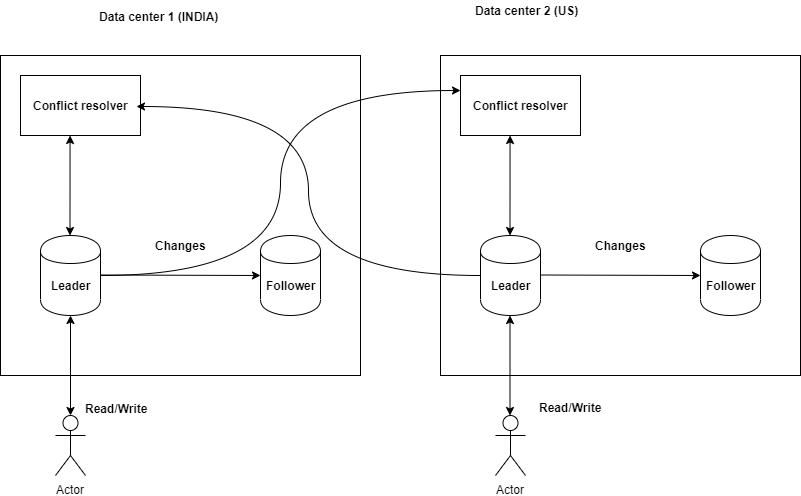 Data center 1 (INDIA)
Data center 2 (US)
Conflict resolver
Conflict resolver
Changes
Changes
Leader
Follower
Leader
Follower
Read/Write
Read/Write
Actor
Actor